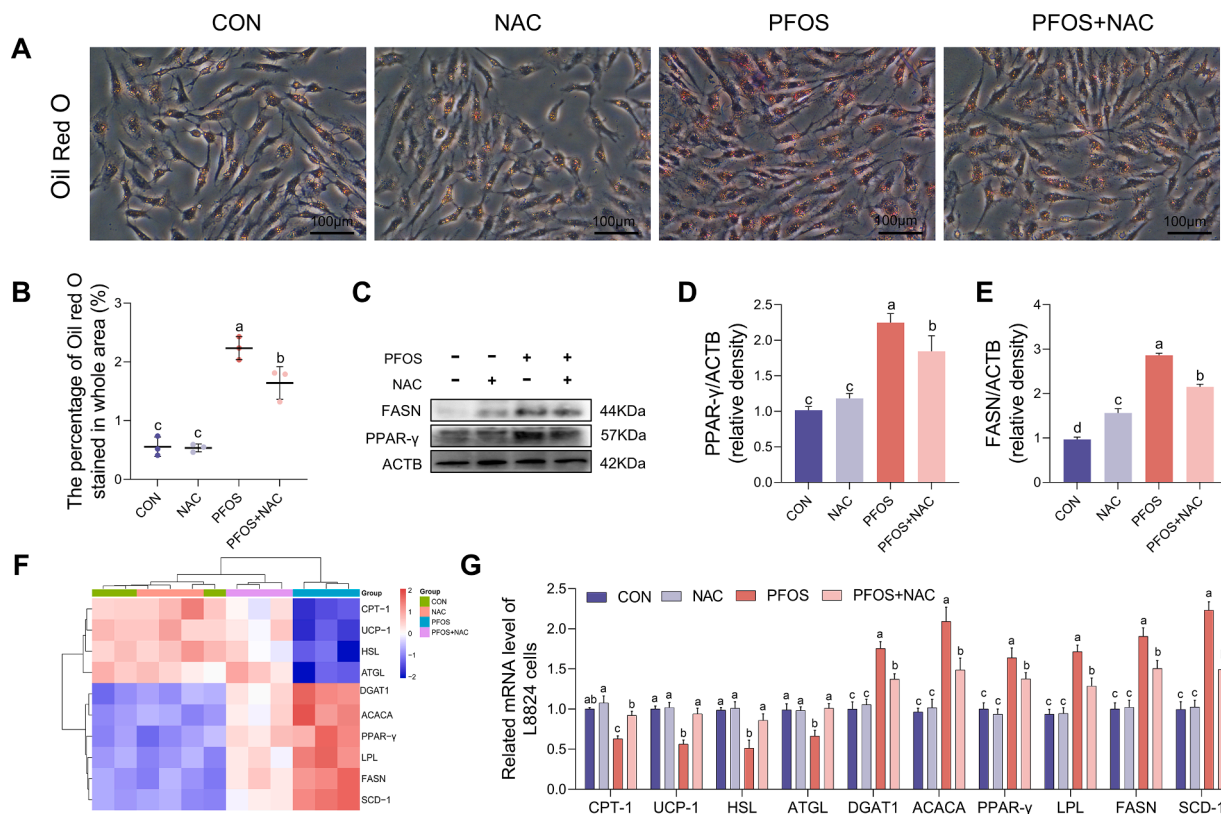 CON NAC PFOS PFOS+NAC
A
Oil Red O
100μm 100μm 100μm 100μm
B
The percentage of Oil red O
stained in whole area (%)
3
2
1
0
c c a b
CON NAC PFOS PFOS+NAC
C
PFOS - - + +
NAC - + - +
FASN 44KDa
PPAR-γ 57KDa
ACTB 42KDa
D
PPAR-γ/ACTB
(relative density)
2.5
2.0
1.5
1.0
0.5
0.0
c c a b
CON NAC PFOS PFOS+NAC
E
FASN/ACTB
(relative density)
4
3
2
1
0
d c a b
CON NAC PFOS PFOS+NAC
F
Group
CPT-1
UCP-1
HSL
ATGL
DGAT1
ACACA
PPAR-γ
LPL
FASN
SCD-1
2
1
0
-1
-2
Group
CON
NAC
PFOS
PFOS+NAC
G
Related mRNA level of
L8824 cells
2.5
2.0
1.5
1.0
0.5
0.0
CON NAC PFOS PFOS+NAC
ab a c b
a a b a
a a b a
a a b a
c c a b
c c a b
c c a b
c c a b
c c a b
c c a b
CPT-1 UCP-1 HSL ATGL DGAT1 ACACA PPAR-γ LPL FASN SCD-1